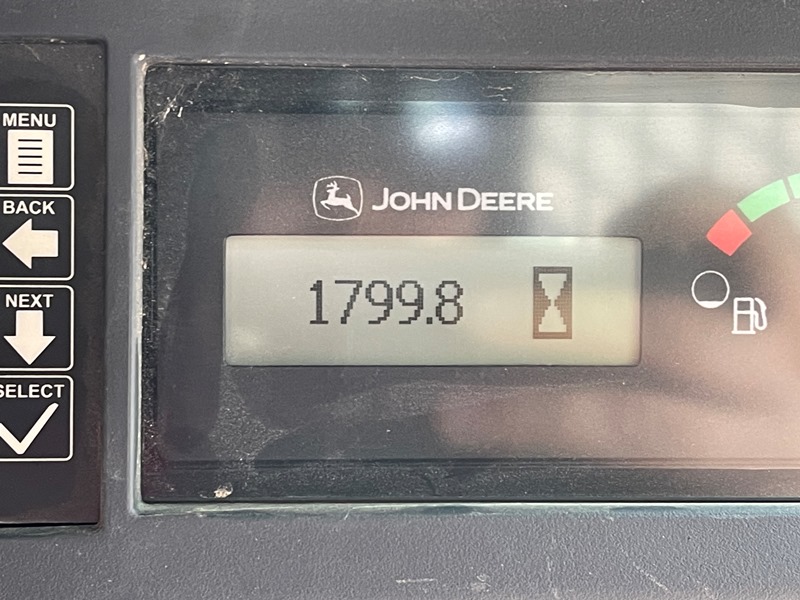 MENU
BACK
NEXT
SELECT
JOHN DEERE
1799.8